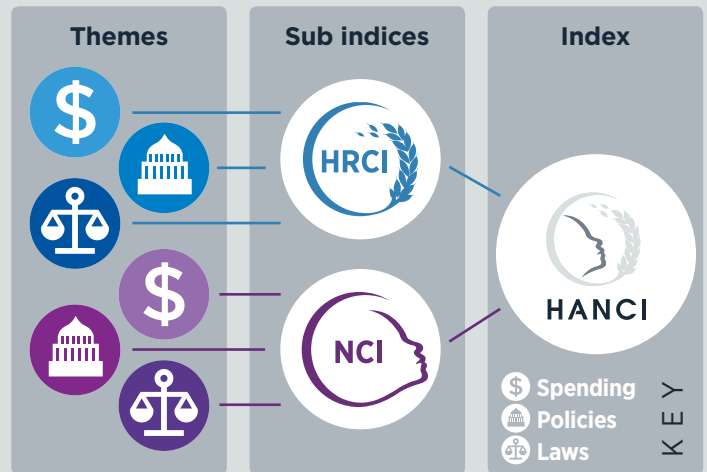 Themes
Sub indices
Index
$
HRCI
$
NCI
HANCI
$ Spending
Policies
Laws
KEY